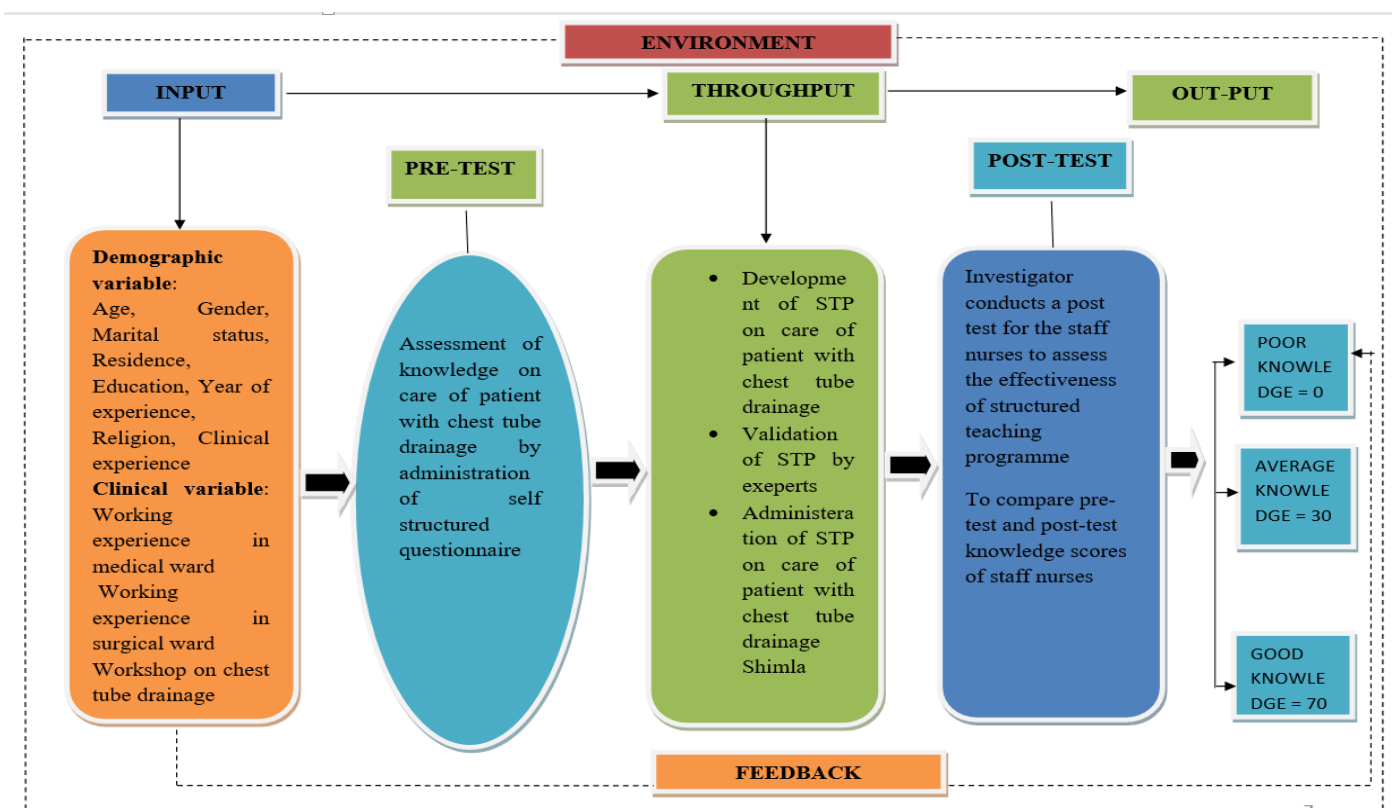 ENVIRONMENT
INPUT
THROUGHPUT
OUT-PUT
PRE-TEST
POST-TEST
Demographic
variable:
Age, Gender,
Marital status,
Residence,
Education, Year of
experience,
Religion, Clinical
experience
Clinical variable:
Working
experience in
medical ward
Working
experience in
surgical ward
Workshop on chest
tube drainage
Assessment of
knowledge on
care of patient
with chest tube
drainage by
administration
of self
structured
questionnaire
• Developme
nt of STP
on care of
patient with
chest tube
drainage
• Validation
of STP by
exeperts
• Administera
tion of STP
on care of
patient with
chest tube
drainage
Shimla
Investigator
conducts a post
test for the staff
nurses to assess
the effectiveness
of structured
teaching
programme
To compare pre-
test and post-test
knowledge scores
of staff nurses
POOR
KNOWLE
DGE = 0
AVERAGE
KNOWLE
DGE = 30
GOOD
KNOWLE
DGE = 70
FEEDBACK